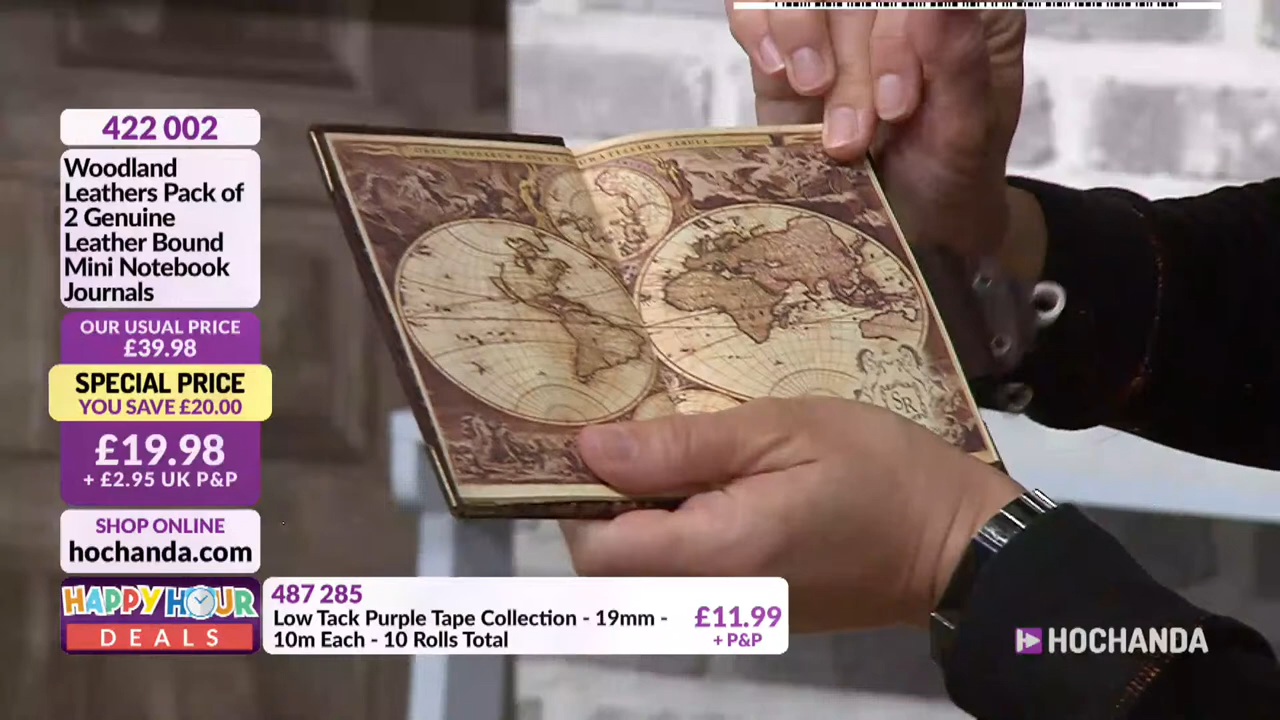 422 002
Woodland
Leathers Pack of
2 Genuine
Leather Bound
Mini Notebook
Journals
OUR USUAL PRICE
£39.98
SPECIAL PRICE
YOU SAVE £20.00
£19.98
+ £2.95 UK P&P
SHOP ONLINE
hochanda.com
HAPPY HOUR
DEALS
487 285
Low Tack Purple Tape Collection - 19mm -
10m Each - 10 Rolls Total
£11.99
+ P&P
HOCHANDA
TABULA
SR